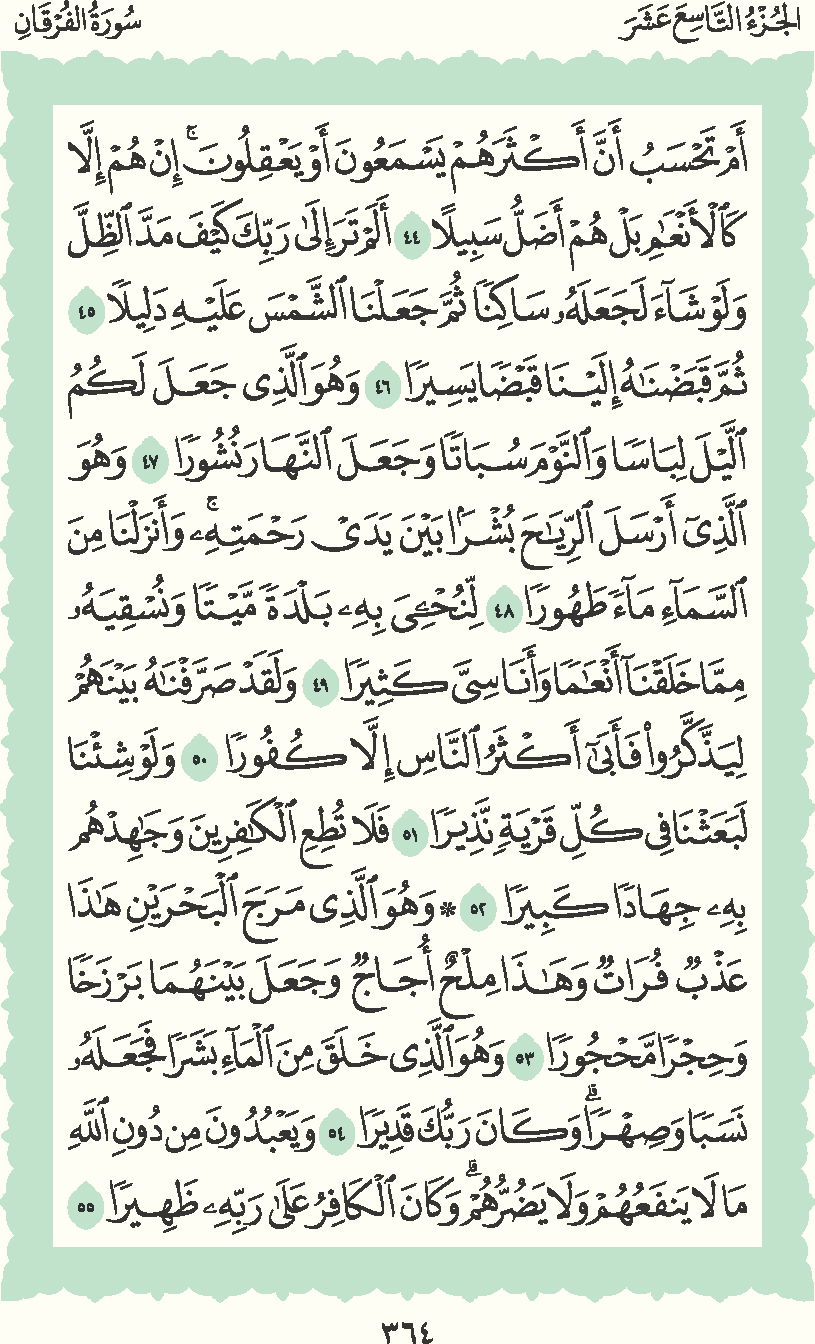 الجُزْءُ التَّاسِعَ عَشَرَ
سُورَةُ الفُرْقَانِ
أَمْ تَحْسَبُ أَنَّ أَكْثَرَهُمْ يَسْمَعُونَ أَوْ يَعْقِلُونَۚ إِنْ هُمْ إِلَّا
كَٱلْأَنْعَٰمِ بَلْ هُمْ أَضَلُّ سَبِيلًا ٤٤ أَلَمْ تَرَ إِلَىٰ رَبِّكَ كَيْفَ مَدَّ ٱلظِّلَّ
وَلَوْ شَآءَ لَجَعَلَهُۥ سَاكِنًا ثُمَّ جَعَلْنَا ٱلشَّمْسَ عَلَيْهِ دَلِيلًا ٤٥
ثُمَّ قَبَضْنَٰهُ إِلَيْنَا قَبْضًا يَسِيرًا ٤٦ وَهُوَ ٱلَّذِى جَعَلَ لَكُمُ
ٱلَّيْلَ لِبَاسًا وَٱلنَّوْمَ سُبَاتًا وَجَعَلَ ٱلنَّهَارَ نُشُورًا ٤٧ وَهُوَ
ٱلَّذِىٓ أَرْسَلَ ٱلرِّيَٰحَ بُشْرًۢا بَيْنَ يَدَىْ رَحْمَتِهِۦۚ وَأَنزَلْنَا مِنَ
ٱلسَّمَآءِ مَآءً طَهُورًا ٤٨ لِّنُحْـِۧىَ بِهِۦ بَلْدَةً مَّيْتًا وَنُسْقِيَهُۥ
مِمَّا خَلَقْنَآ أَنْعَٰمًا وَأَنَاسِىَّ كَثِيرًا ٤٩ وَلَقَدْ صَرَّفْنَٰهُ بَيْنَهُمْ
لِيَذَّكَّرُوا۟ فَأَبَىٰٓ أَكْثَرُ ٱلنَّاسِ إِلَّا كُفُورًا ٥٠ وَلَوْ شِئْنَا
لَبَعَثْنَا فِى كُلِّ قَرْيَةٍ نَّذِيرًا ٥١ فَلَا تُطِعِ ٱلْكَٰفِرِينَ وَجَٰهِدْهُم
بِهِۦ جِهَادًا كَبِيرًا ٥٢ * وَهُوَ ٱلَّذِى مَرَجَ ٱلْبَحْرَيْنِ هَٰذَا
عَذْبٌ فُرَاتٌ وَهَٰذَا مِلْحٌ أُجَاجٌ وَجَعَلَ بَيْنَهُمَا بَرْزَخًا
وَحِجْرًا مَّحْجُورًا ٥٣ وَهُوَ ٱلَّذِى خَلَقَ مِنَ ٱلْمَآءِ بَشَرًا فَجَعَلَهُۥ
نَسَبًا وَصِهْرًاۗ وَكَانَ رَبُّكَ قَدِيرًا ٥٤ وَيَعْبُدُونَ مِن دُونِ ٱللَّهِ
مَا لَا يَنفَعُهُمْ وَلَا يَضُرُّهُمْۗ وَكَانَ ٱلْكَافِرُ عَلَىٰ رَبِّهِۦ ظَهِيرًا ٥٥
٣٦٤